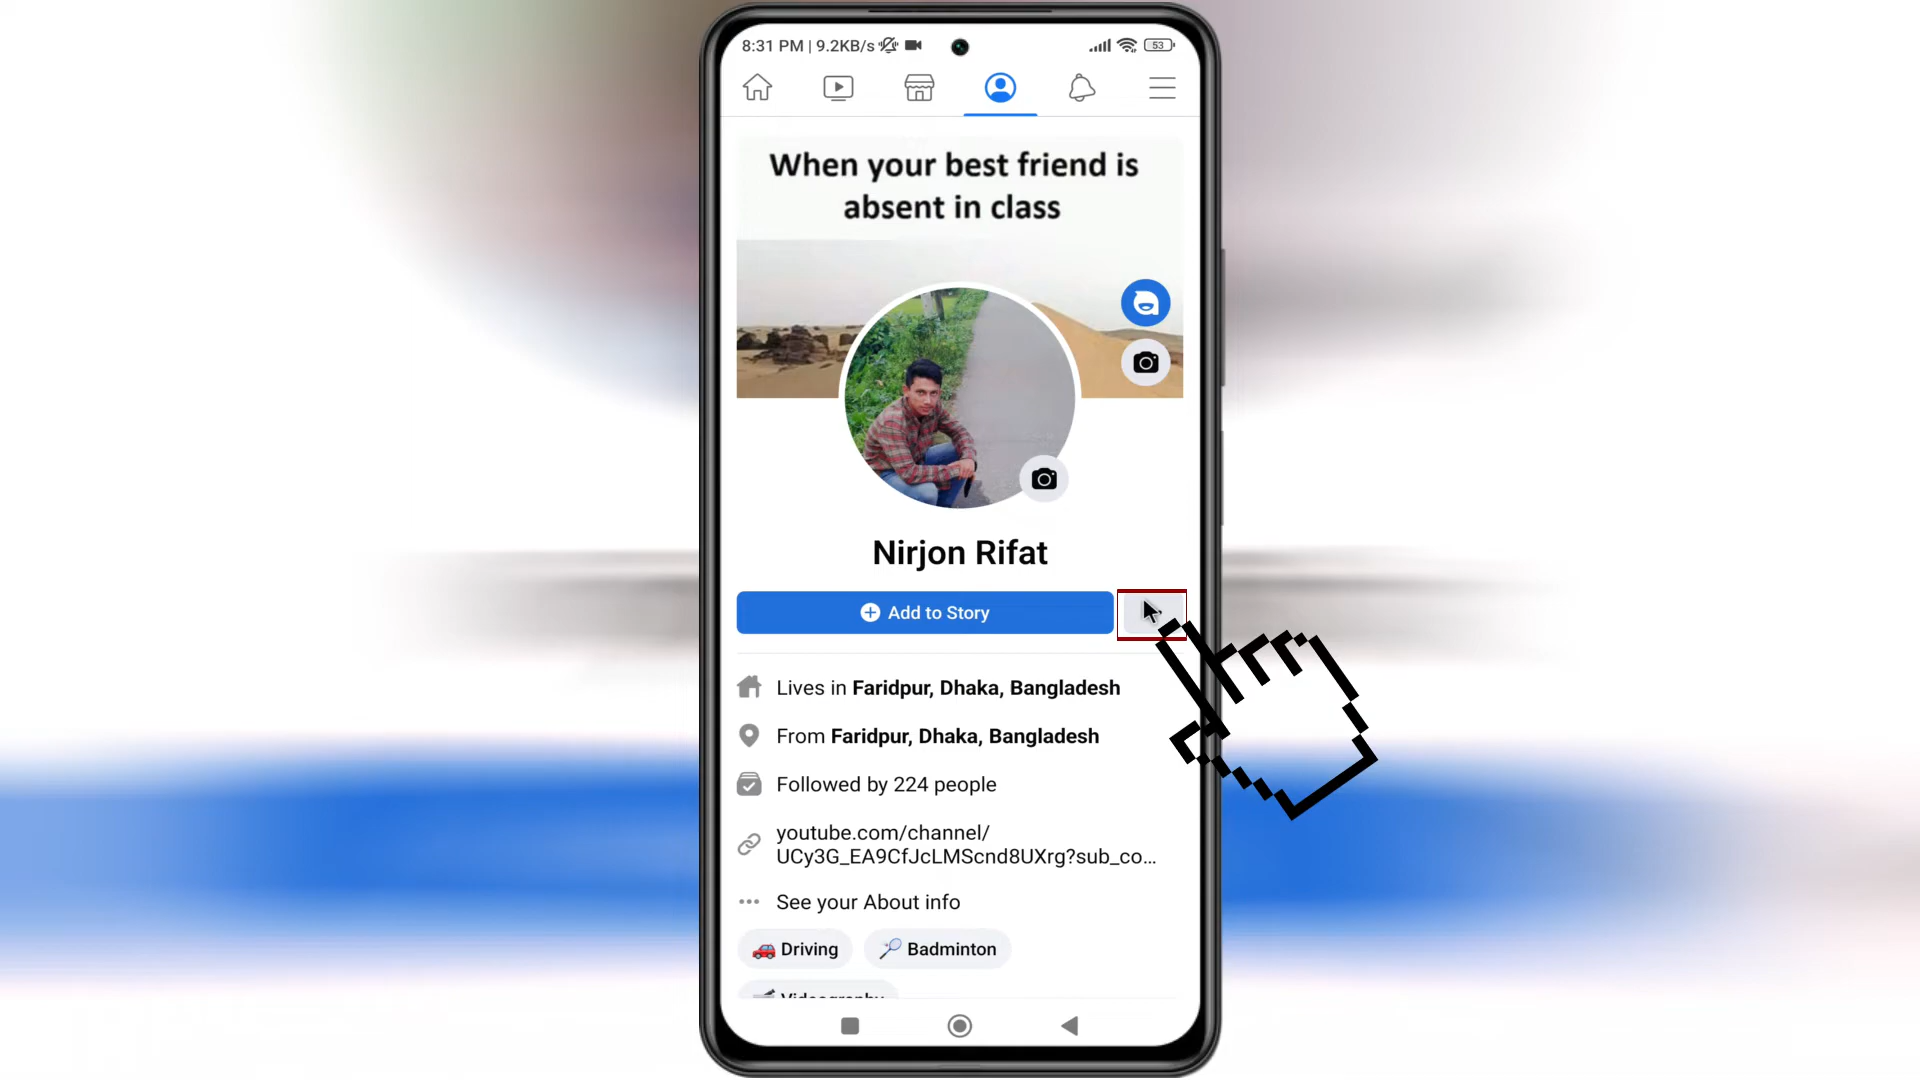 8:31 PM | 9.2KB/s
53
When your best friend is
absent in class
Nirjon Rifat
Add to Story
Lives in Faridpur, Dhaka, Bangladesh
From Faridpur, Dhaka, Bangladesh
Followed by 224 people
youtube.com/channel/
UCy3G_EA9CfJcLMScnd8UXrg?sub_co...
See your About info
Driving
Badminton
Videography